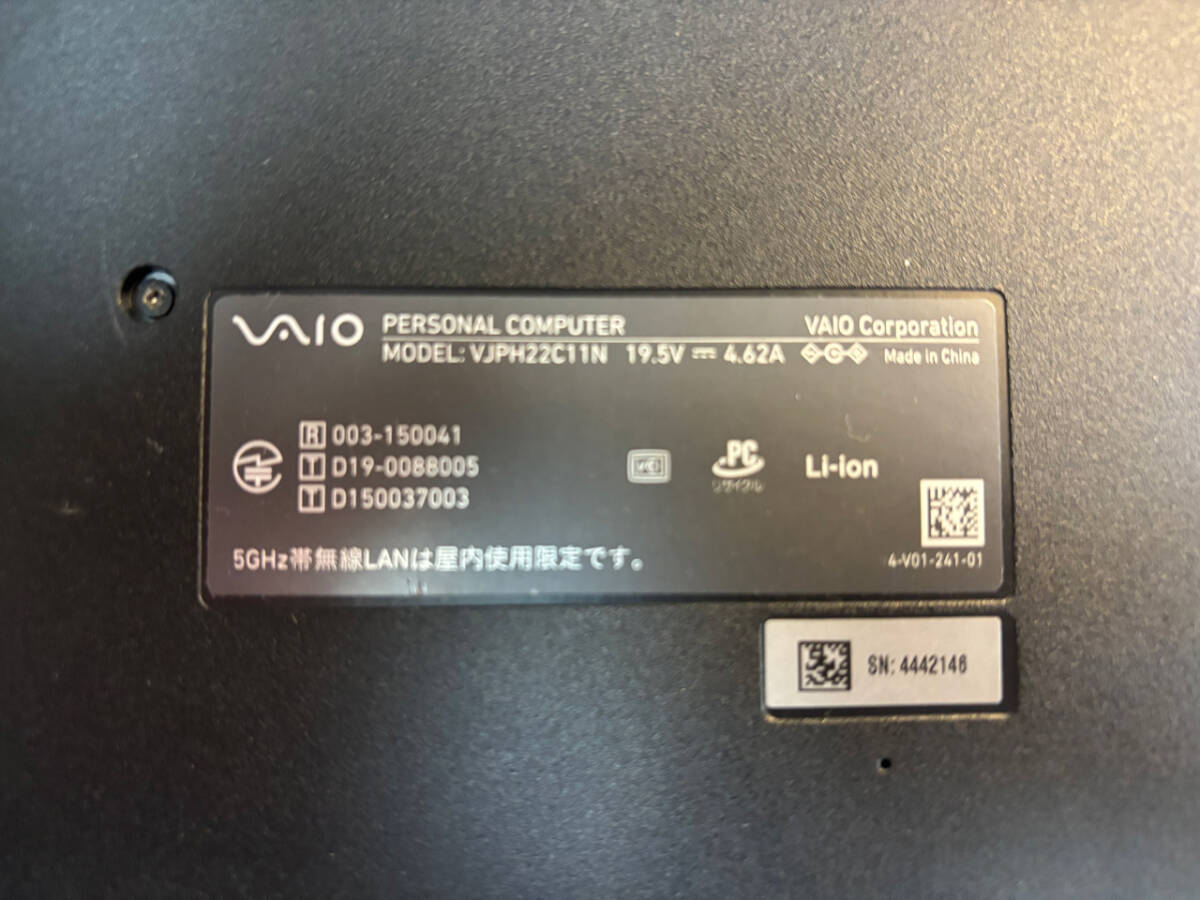 VAIO PERSONAL COMPUTER VAIO Corporation
MODEL: VJPH22C11N 19.5V 4.62A Made in China
R 003-150041
T D19-0088005
T D150037003
VCCI
PC
リサイクル
Li-ion
5GHz帯無線LANは屋内使用限定です。
4-V01-241-01
SN: 4442146